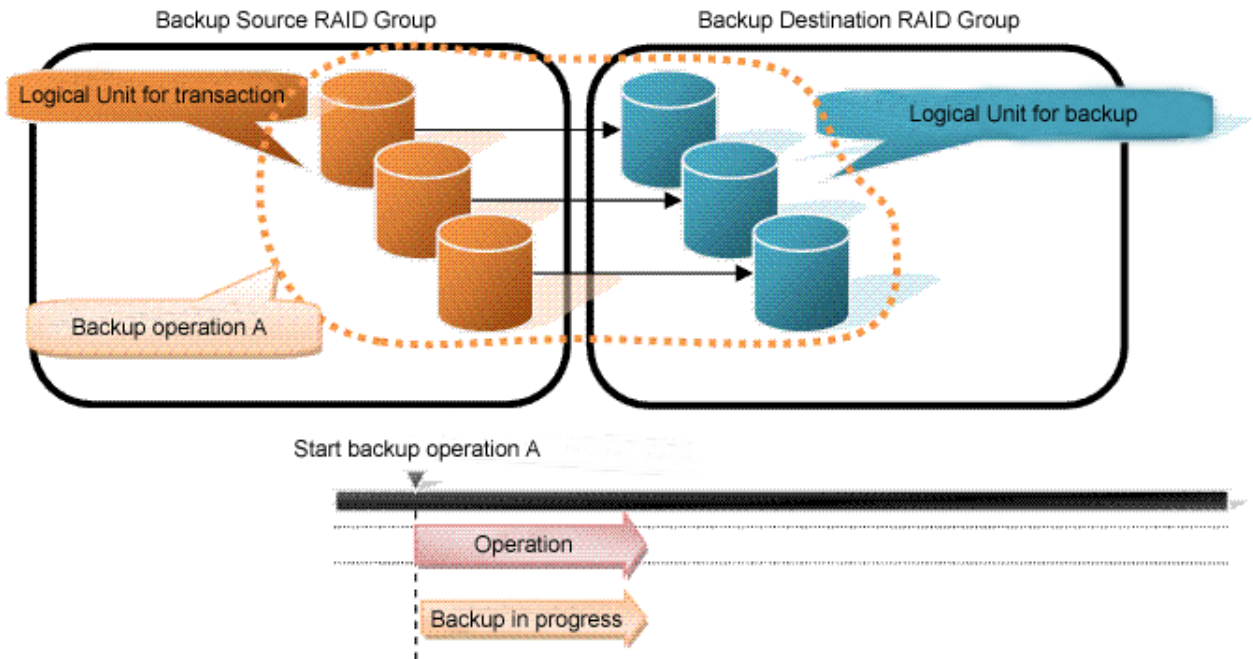 Backup Source RAID Group
Backup Destination RAID Group
Logical Unit for transaction
Logical Unit for backup
Backup operation A
Start backup operation A
Operation
Backup in progress